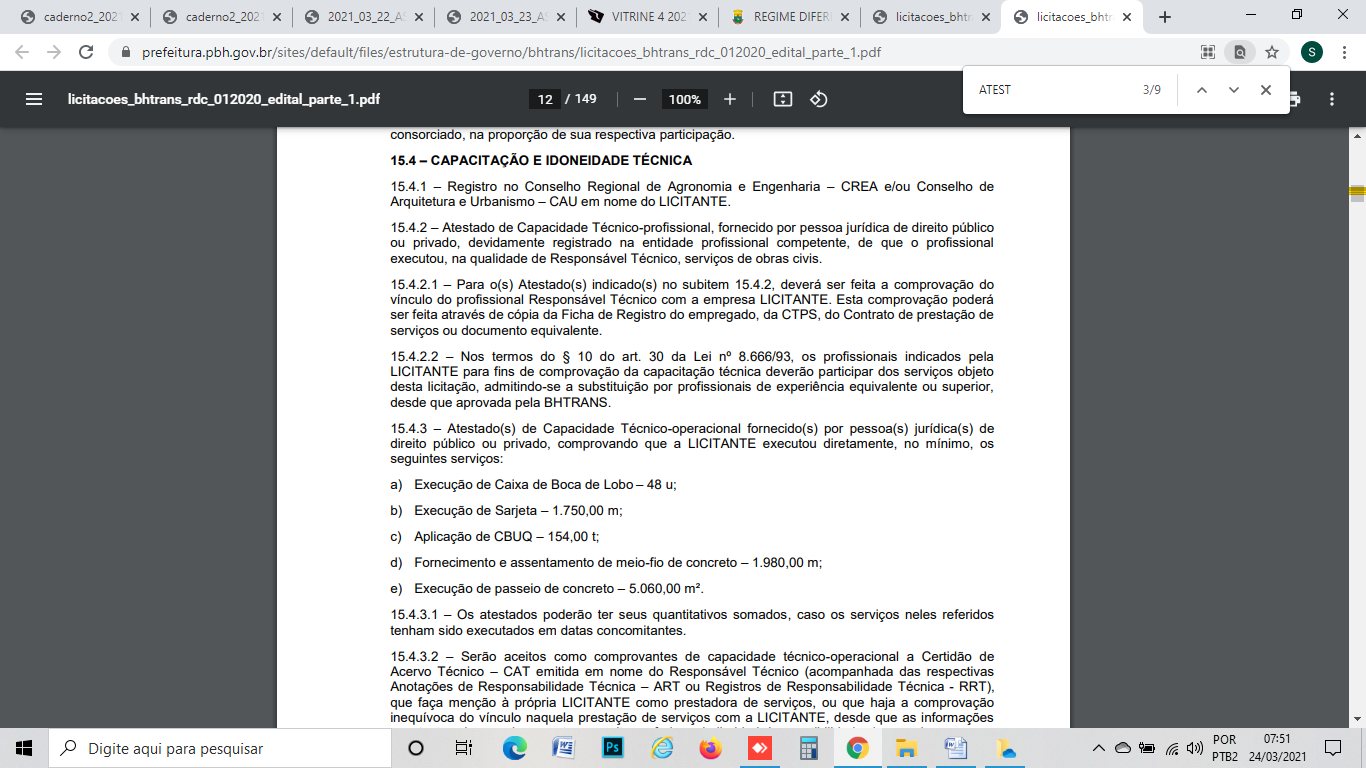 caderno2_2021
caderno2_2021
2021_03_22_AS
2021_03_23_AS
VITRINE 4 202
REGIME DIFER
licitacoes_bhtr
licitacoes_bhtr
prefeitura.pbh.gov.br/sites/default/files/estrutura-de-governo/bhtrans/licitacoes_bhtrans_rdc_012020_edital_parte_1.pdf
S
ATEST 3/9
licitacoes_bhtrans_rdc_012020_edital_parte_1.pdf
12 / 149
100%
consorciado, na proporção de sua respectiva participação.
15.4 – CAPACITAÇÃO E IDONEIDADE TÉCNICA
15.4.1 – Registro no Conselho Regional de Agronomia e Engenharia – CREA e/ou Conselho de
Arquitetura e Urbanismo – CAU em nome do LICITANTE.
15.4.2 – Atestado de Capacidade Técnico-profissional, fornecido por pessoa jurídica de direito público
ou privado, devidamente registrado na entidade profissional competente, de que o profissional
executou, na qualidade de Responsável Técnico, serviços de obras civis.
15.4.2.1 – Para o(s) Atestado(s) indicado(s) no subitem 15.4.2, deverá ser feita a comprovação do
vínculo do profissional Responsável Técnico com a empresa LICITANTE. Esta comprovação poderá
ser feita através de cópia da Ficha de Registro do empregado, da CTPS, do Contrato de prestação de
serviços ou documento equivalente.
15.4.2.2 – Nos termos do § 10 do art. 30 da Lei nº 8.666/93, os profissionais indicados pela
LICITANTE para fins de comprovação da capacitação técnica deverão participar dos serviços objeto
desta licitação, admitindo-se a substituição por profissionais de experiência equivalente ou superior,
desde que aprovada pela BHTRANS.
15.4.3 – Atestado(s) de Capacidade Técnico-operacional fornecido(s) por pessoa(s) jurídica(s) de
direito público ou privado, comprovando que a LICITANTE executou diretamente, no mínimo, os
seguintes serviços:
a) Execução de Caixa de Boca de Lobo – 48 u;
b) Execução de Sarjeta – 1.750,00 m;
c) Aplicação de CBUQ – 154,00 t;
d) Fornecimento e assentamento de meio-fio de concreto – 1.980,00 m;
e) Execução de passeio de concreto – 5.060,00 m².
15.4.3.1 – Os atestados poderão ter seus quantitativos somados, caso os serviços neles referidos
tenham sido executados em datas concomitantes.
15.4.3.2 – Serão aceitos como comprovantes de capacidade técnico-operacional a Certidão de
Acervo Técnico – CAT emitida em nome do Responsável Técnico (acompanhada das respectivas
Anotações de Responsabilidade Técnica – ART ou Registros de Responsabilidade Técnica - RRT),
que faça menção à própria LICITANTE como prestadora de serviços, ou que haja a comprovação
inequívoca do vínculo naquela prestação de serviços com a LICITANTE, desde que as informações
Digite aqui para pesquisar
Ps
POR
PTB2
07:51
24/03/2021